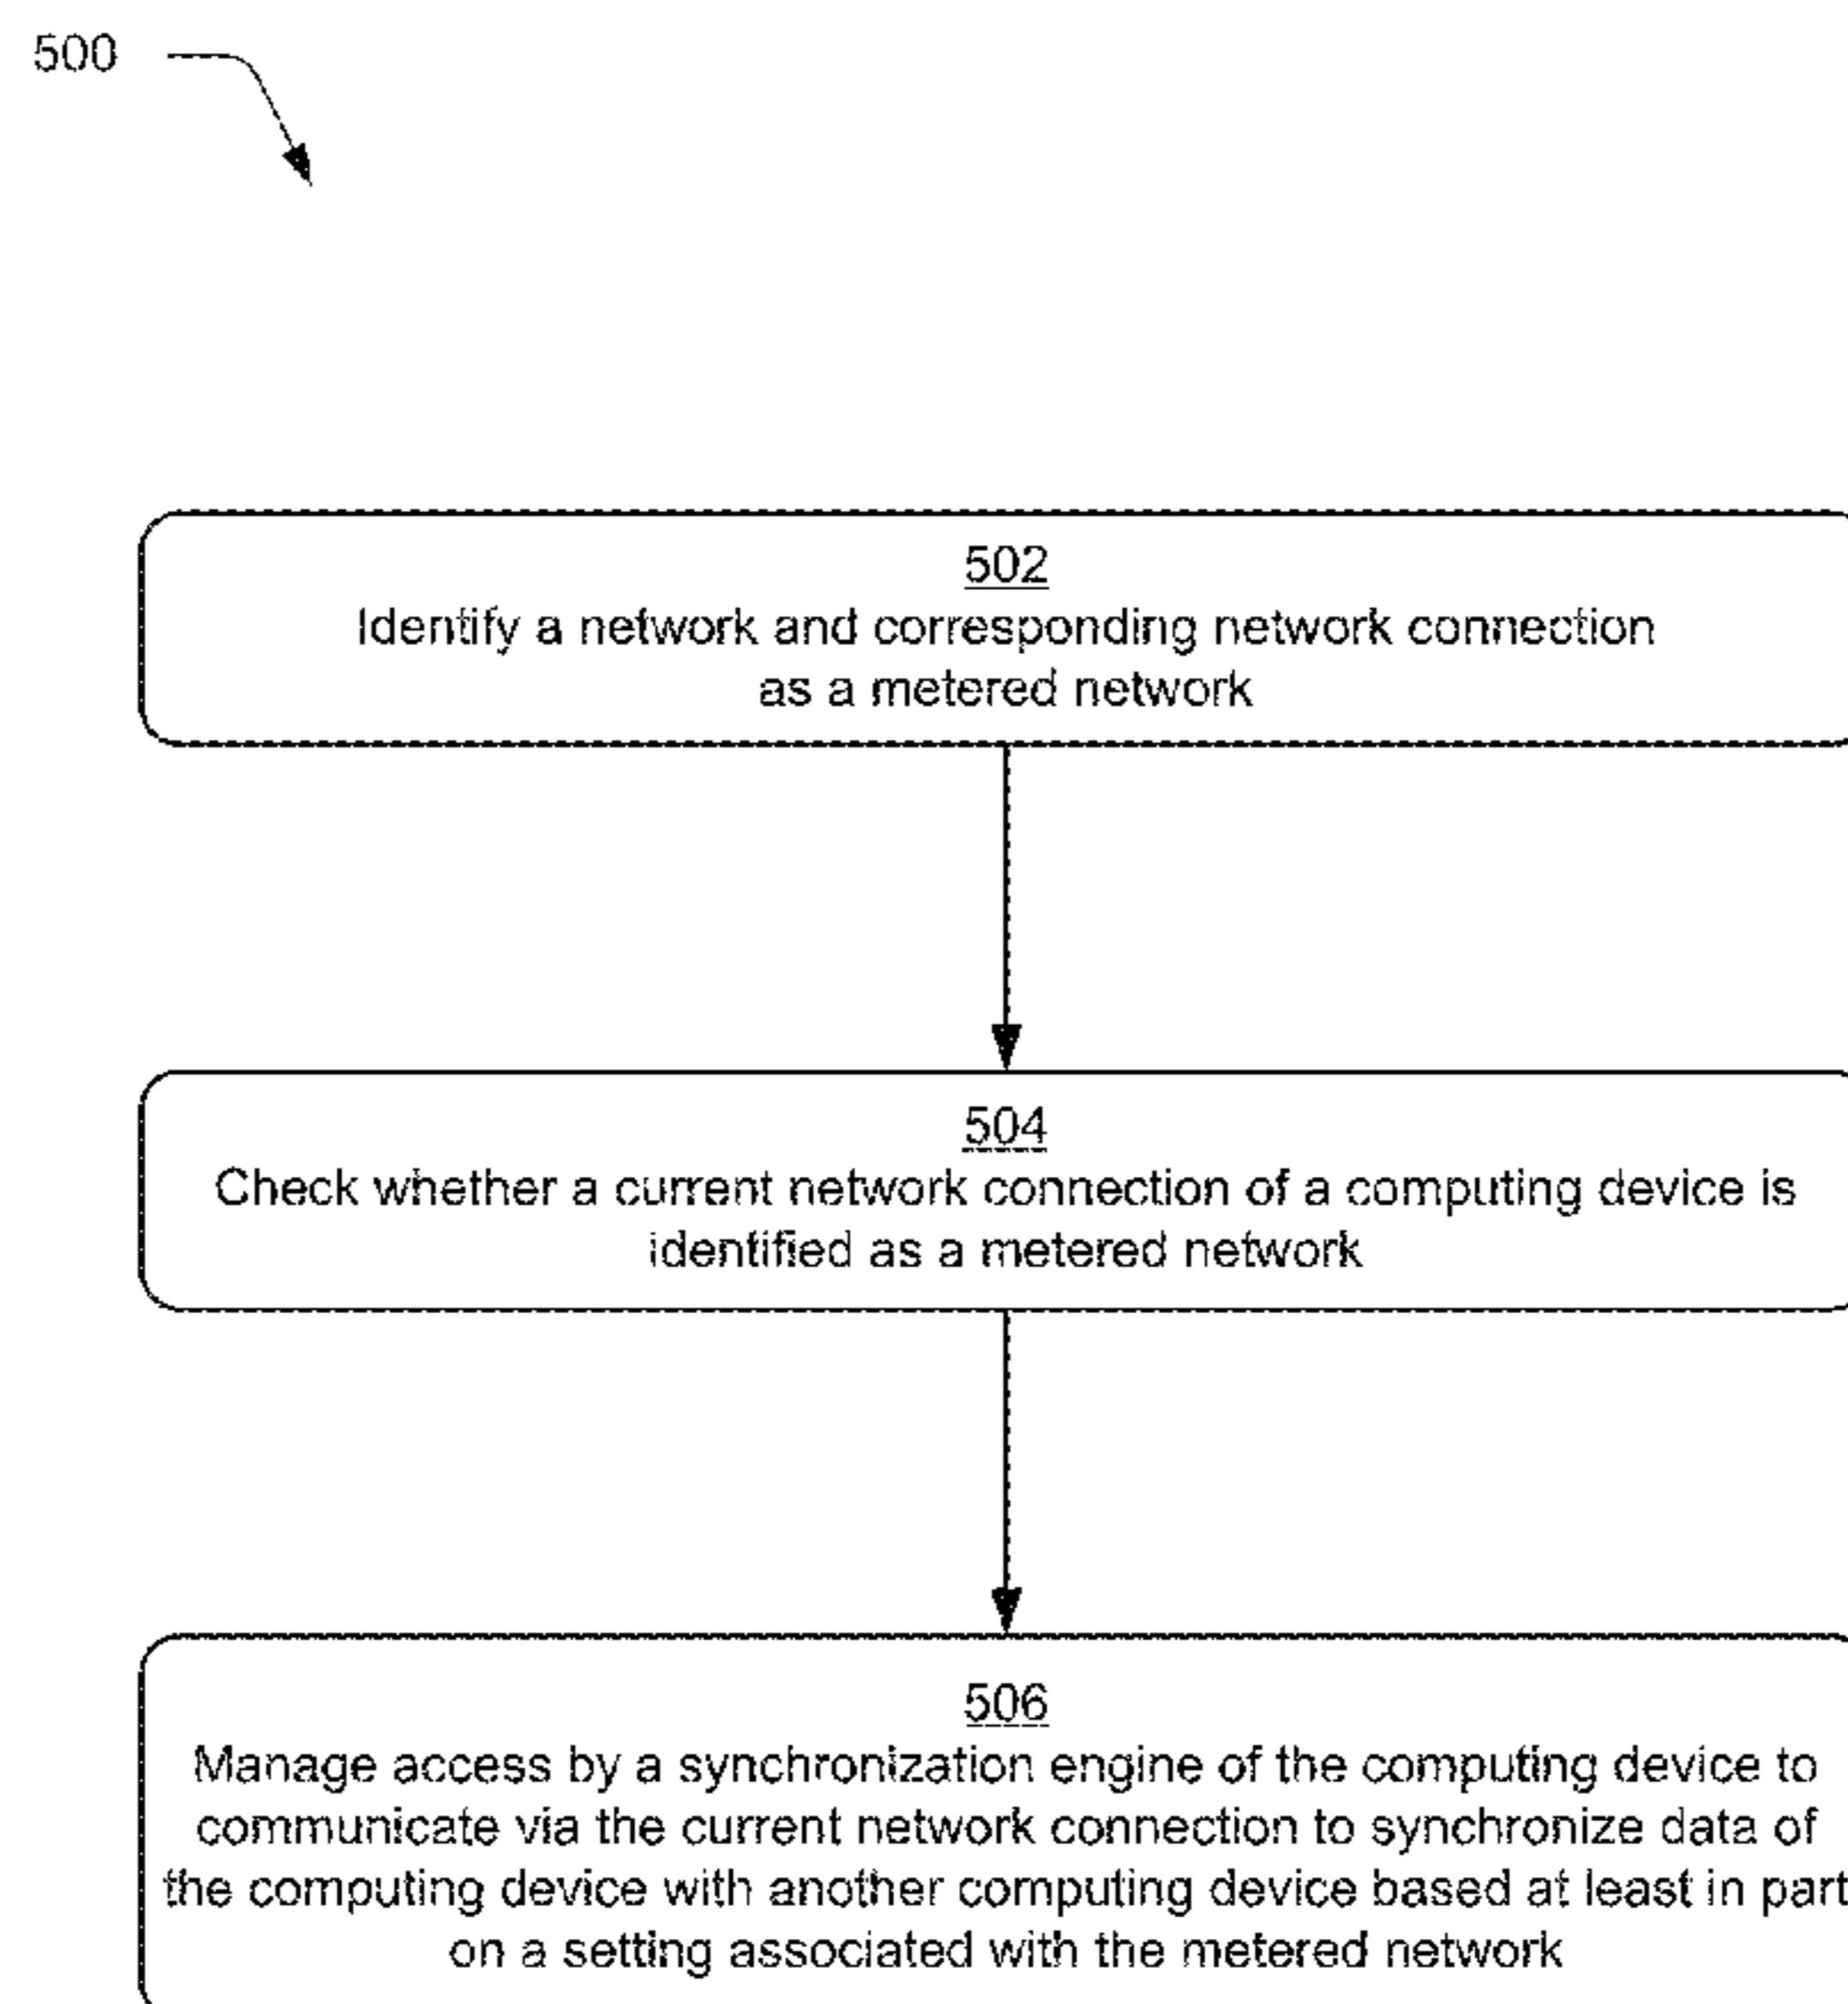 500
502
Identify a network and corresponding network connection
as a metered network
504
Check whether a current network connection of a computing device is
identified as a metered network
506
Manage access by a synchronization engine of the computing device to
communicate via the current network connection to synchronize data of
the computing device with another computing device based at least in part
on a setting associated with the metered network